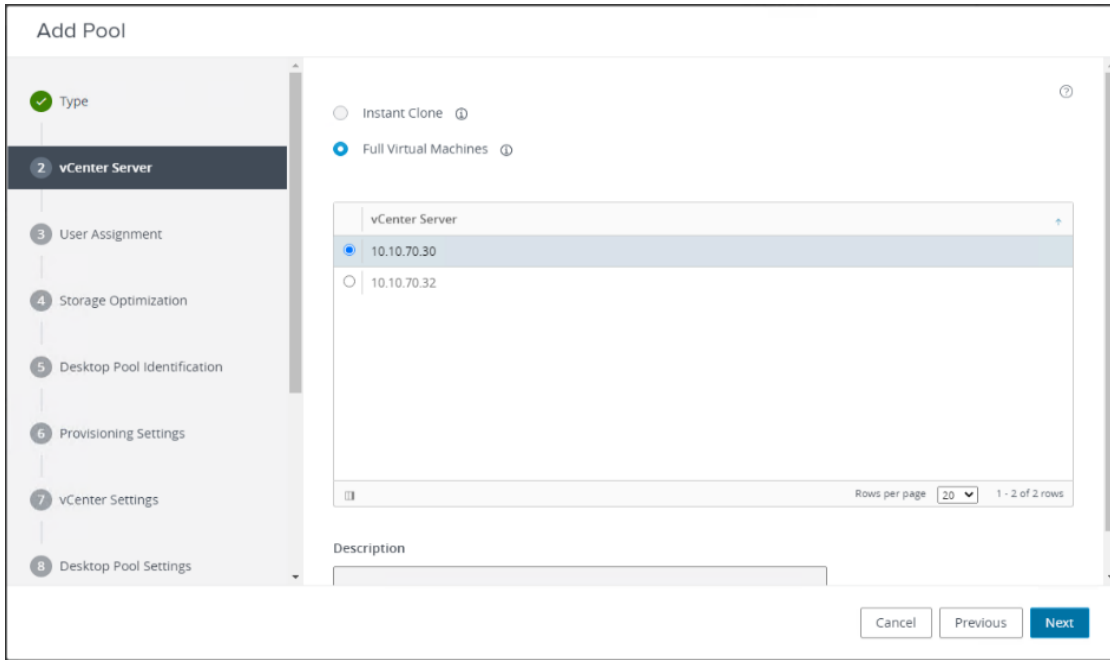 Add Pool
Type
2 vCenter Server
3 User Assignment
4 Storage Optimization
5 Desktop Pool Identification
6 Provisioning Settings
7 vCenter Settings
8 Desktop Pool Settings
?
Instant Clone
Full Virtual Machines
vCenter Server
10.10.70.30
10.10.70.32
Rows per page 20 1 - 2 of 2 rows
Description
Cancel Previous Next